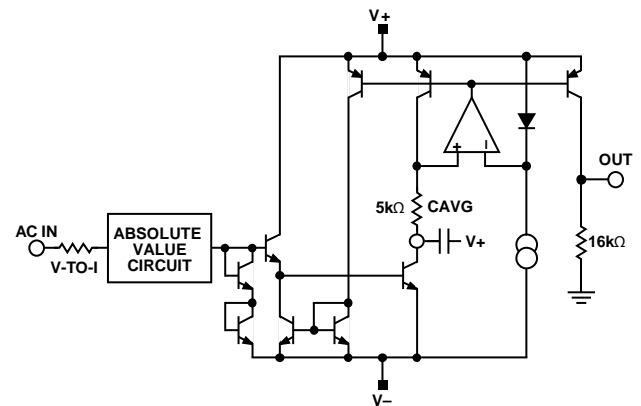 V+
OUT
+ –
5kΩ CAVG
AC IN
V+
16kΩ
V-TO-I
ABSOLUTE
VALUE
CIRCUIT
V–